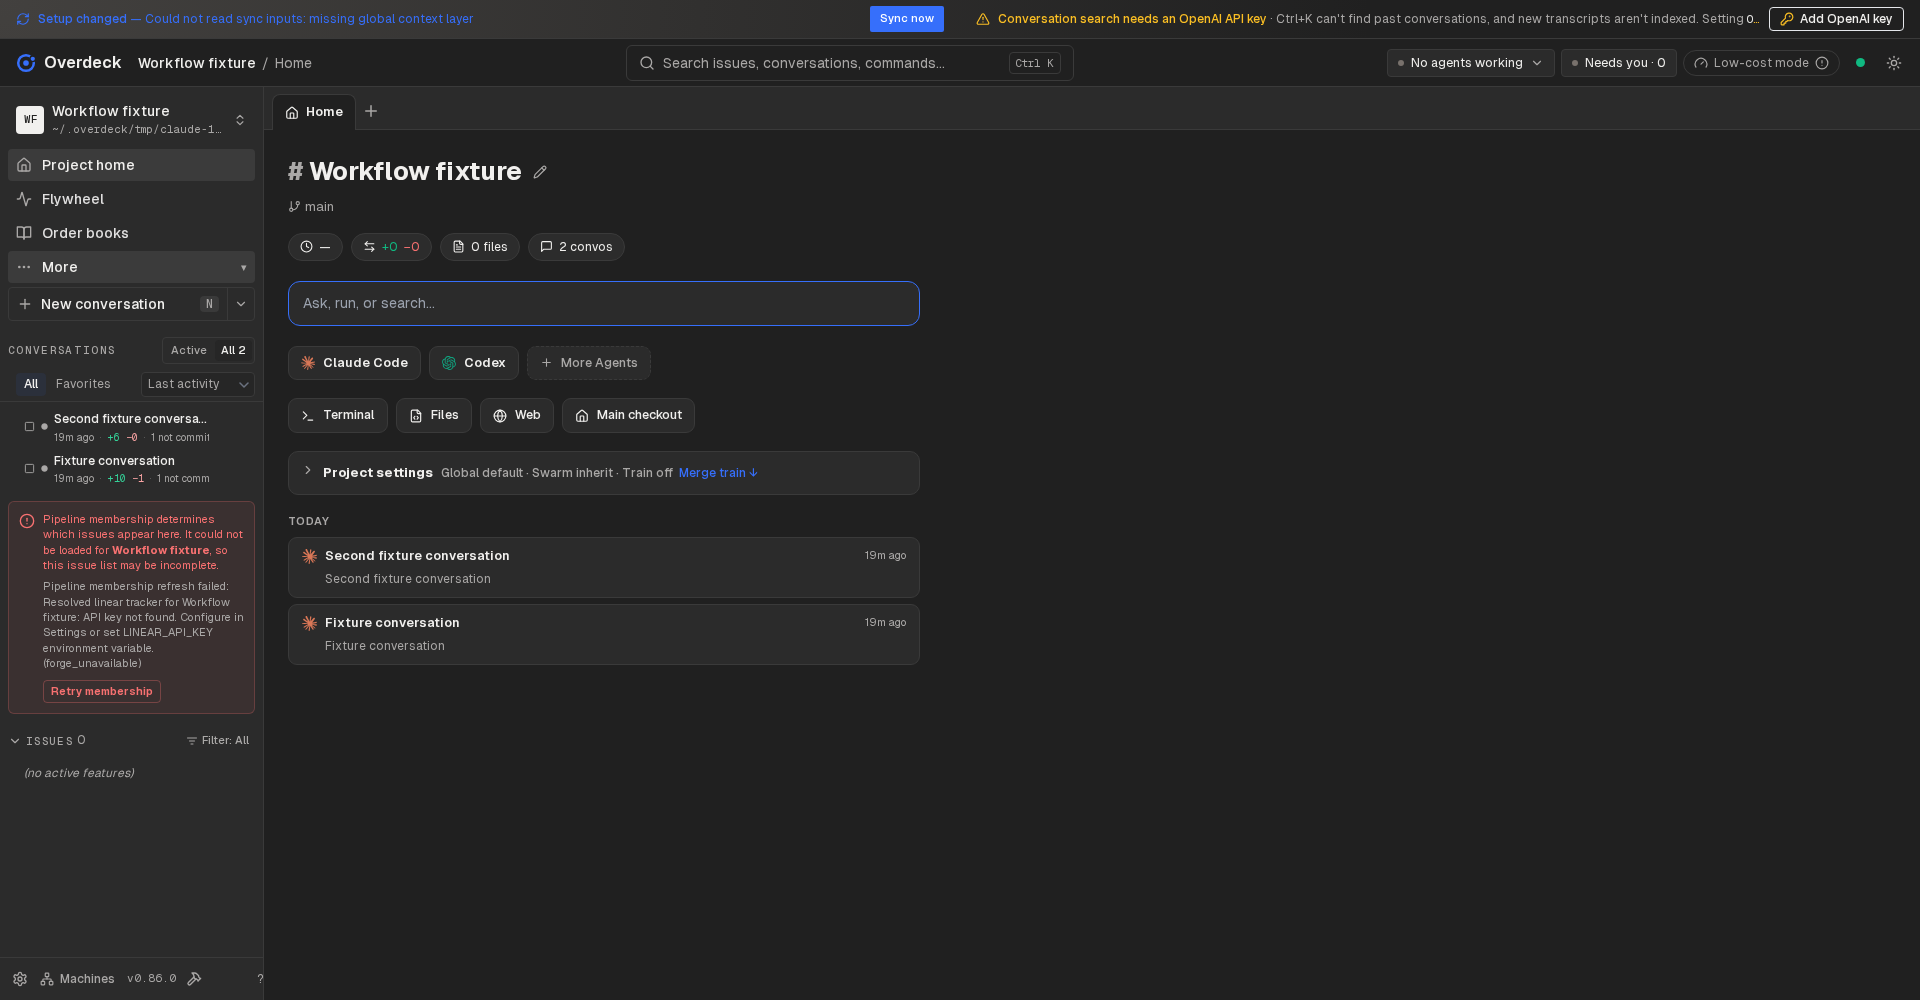 Setup changed — Could not read sync inputs: missing global context layer
Sync now
Conversation search needs an OpenAI API key · Ctrl+K can't find past conversations, and new transcripts aren't indexed. Setting O…
Add OpenAI key
Overdeck
Workflow fixture / Home
Search issues, conversations, commands...
Ctrl K
No agents working
Needs you · 0
Low-cost mode
WF
Workflow fixture
~/.overdeck/tmp/claude-1…
Project home
Flywheel
Order books
More
New conversation
N
CONVERSATIONS
Active
All 2
All
Favorites
Last activity
Second fixture conversa...
19m ago · +6 −0 · 1 not commit
Fixture conversation
19m ago · +10 −1 · 1 not comm
Pipeline membership determines
which issues appear here. It could not
be loaded for Workflow fixture, so
this issue list may be incomplete.
Pipeline membership refresh failed:
Resolved linear tracker for Workflow
fixture: API key not found. Configure in
Settings or set LINEAR_API_KEY
environment variable.
(forge_unavailable)
Retry membership
ISSUES 0
Filter: All
(no active features)
Machines
v0.86.0
?
Home
# Workflow fixture
main
—
+0 −0
0 files
2 convos
Ask, run, or search...
Claude Code
Codex
More Agents
Terminal
Files
Web
Main checkout
Project settings Global default · Swarm inherit · Train off Merge train ↓
TODAY
Second fixture conversation
19m ago
Second fixture conversation
Fixture conversation
19m ago
Fixture conversation